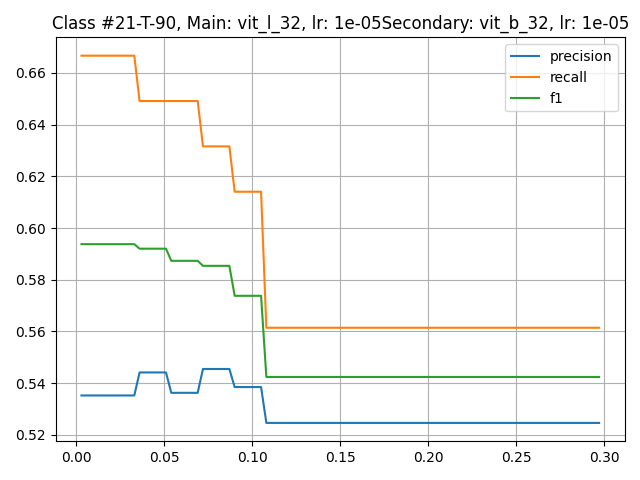 Class #21-T-90, Main: vit_l_32, lr: 1e-05Secondary: vit_b_32, lr: 1e-05
precision
recall
f1
0.66
0.64
0.62
0.60
0.58
0.56
0.54
0.52
0.00 0.05 0.10 0.15 0.20 0.25 0.30